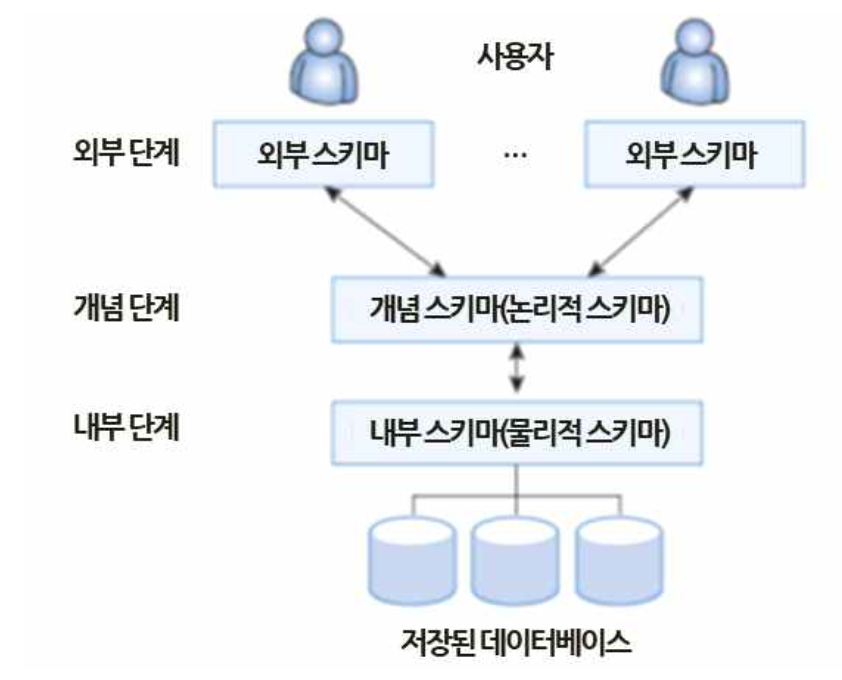 사용자
외부 단계
외부 스키마
...
외부 스키마
개념 단계
개념 스키마(논리적 스키마)
내부 단계
내부 스키마(물리적 스키마)
저장된 데이터베이스